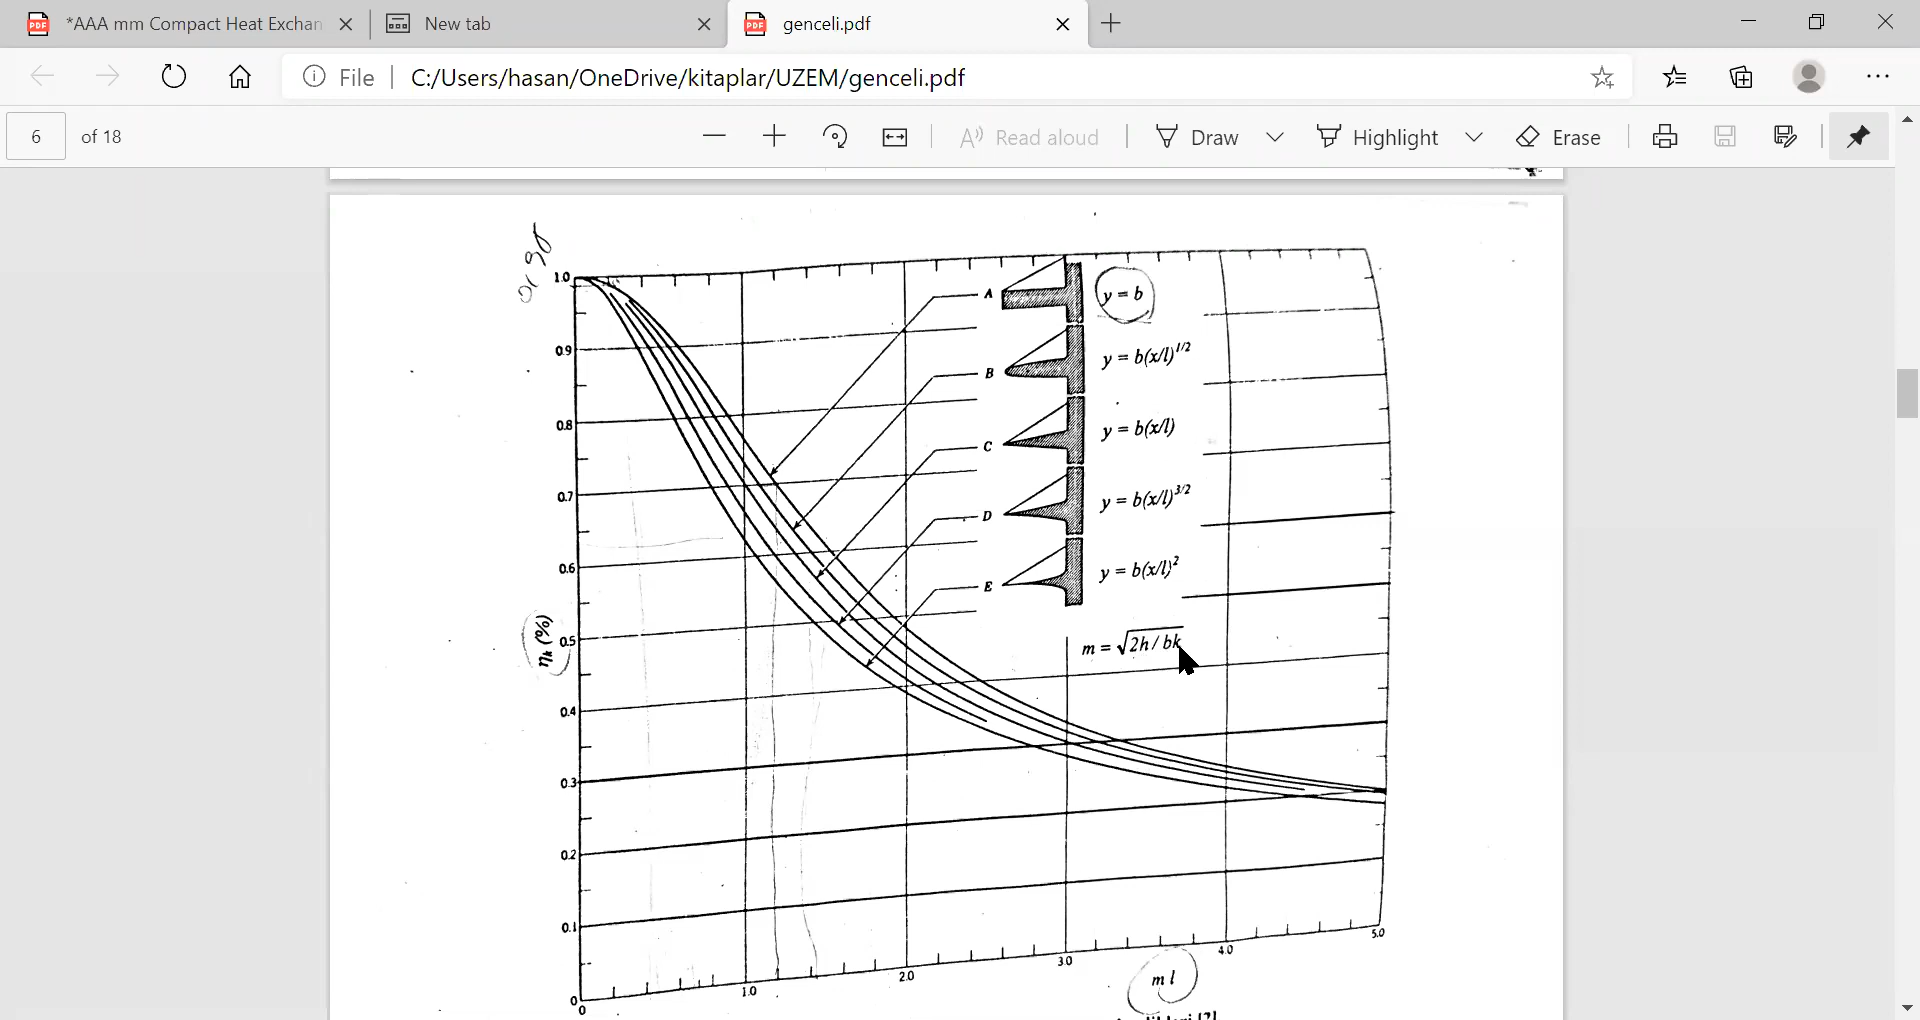 *AAA mm Compact Heat Exchan
New tab
genceli.pdf
File
C:/Users/hasan/OneDrive/kitaplar/UZEM/genceli.pdf
6
of 18
Read aloud
Draw
Highlight
Erase
1.0
0.9
0.8
0.7
0.6
0.5
0.4
0.3
0.2
0.1
0
ηk (%)
A
y = b
B
y = b(x/l)^1/2
C
y = b(x/l)
D
y = b(x/l)^3/2
E
y = b(x/l)^2
m = √2h / bk
0
1.0
2.0
3.0
4.0
5.0
m l